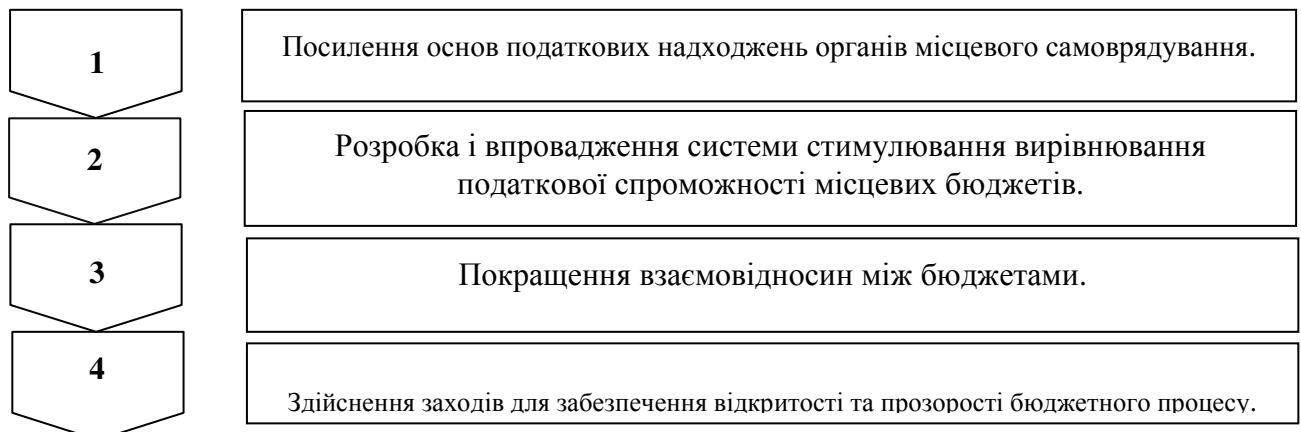 1
Посилення основ податкових надходжень органів місцевого самоврядування.
2
Розробка і впровадження системи стимулювання вирівнювання
податкової спроможності місцевих бюджетів.
3
Покращення взаємовідносин між бюджетами.
4
Здійснення заходів для забезпечення відкритості та прозорості бюджетного процесу.